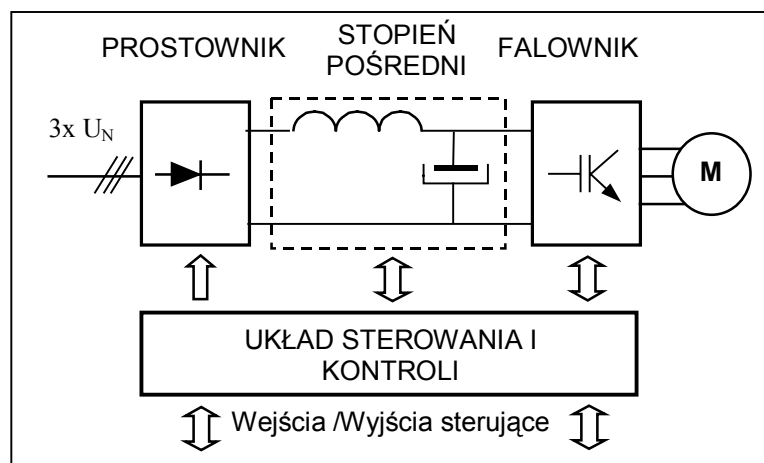 PROSTOWNIK
STOPIEŃ
POŚREDNI
FALOWNIK
3x U_N
M
UKŁAD STEROWANIA I
KONTROLI
Wejścia /Wyjścia sterujące